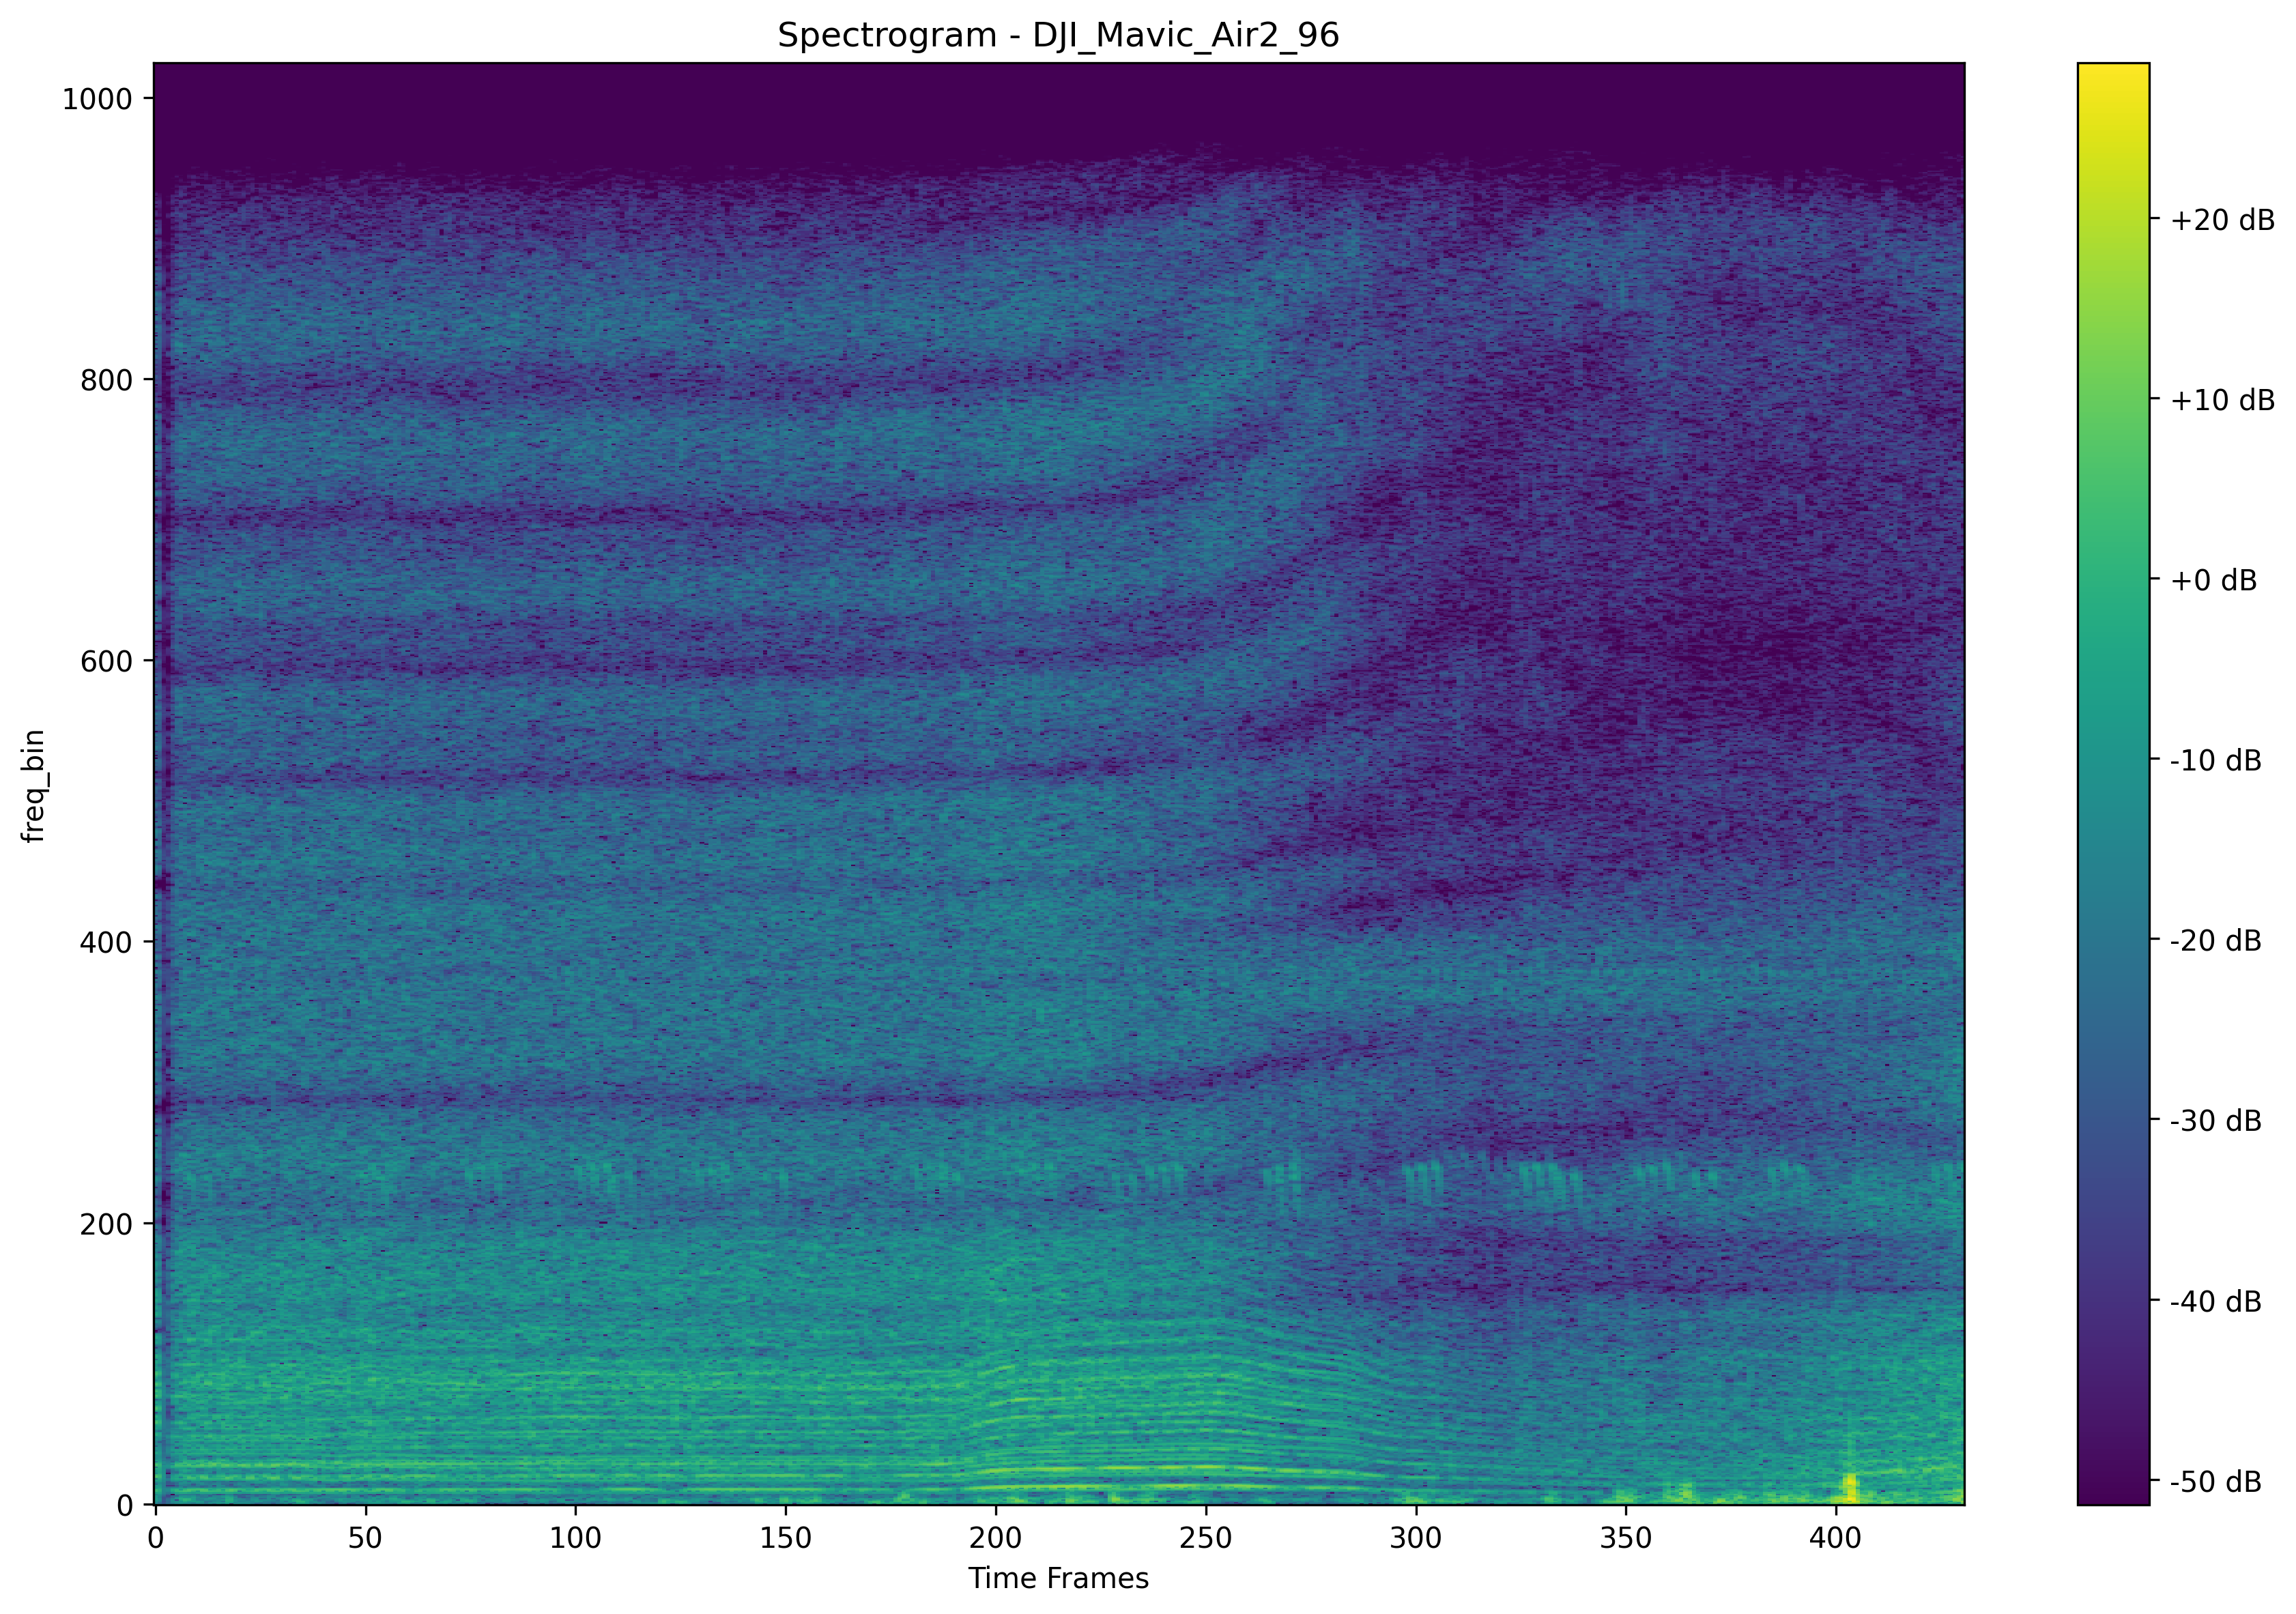 Spectrogram - DJI_Mavic_Air2_96
1000
800
600
400
200
0
freq_bin
0 50 100 150 200 250 300 350 400
Time Frames
+20 dB
+10 dB
+0 dB
-10 dB
-20 dB
-30 dB
-40 dB
-50 dB